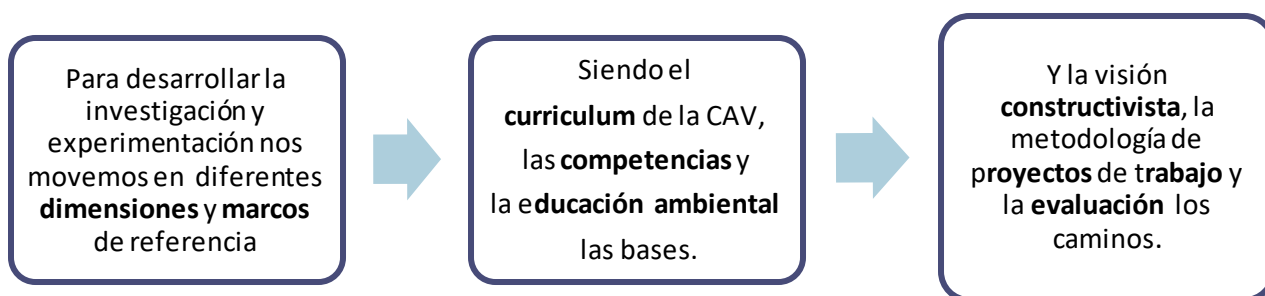 Para desarrollar la
investigación y
experimentación nos
movemos en diferentes
dimensiones y marcos
de referencia
Siendo el
curriculum de la CAV,
las competencias y
la educación ambiental
las bases.
Y la visión
constructivista, la
metodología de
proyectos de trabajo y
la evaluación los
caminos.